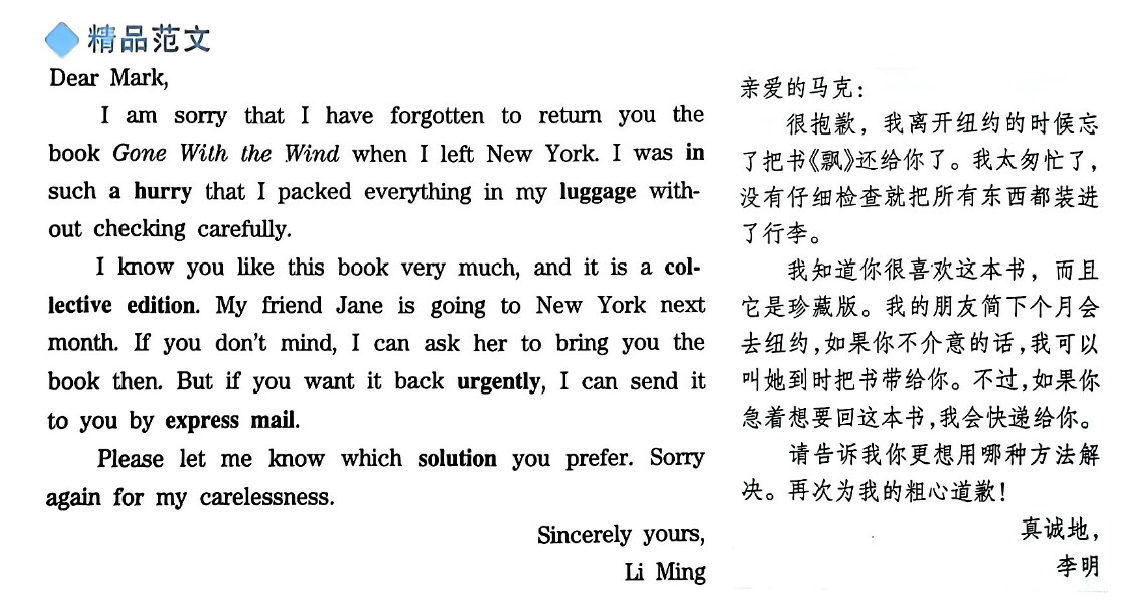 精品范文
Dear Mark,
I am sorry that I have forgotten to return you the
book Gone With the Wind when I left New York. I was in
such a hurry that I packed everything in my luggage with-
out checking carefully.
I know you like this book very much, and it is a col-
lective edition. My friend Jane is going to New York next
month. If you don't mind, I can ask her to bring you the
book then. But if you want it back urgently, I can send it
to you by express mail.
Please let me know which solution you prefer. Sorry
again for my carelessness.
Sincerely yours,
Li Ming
亲爱的马克:
很抱歉，我离开纽约的时候忘
了把书《飘》还给你了。我太匆忙了，
没有仔细检查就把所有东西都装进
了行李。
我知道你很喜欢这本书，而且
它是珍藏版。我的朋友简下个月会
去纽约,如果你不介意的话,我可以
叫她到时把书带给你。不过,如果你
急着想要回这本书,我会快递给你。
请告诉我你更想用哪种方法解
决。再次为我的粗心道歉!
真诚地，
李明